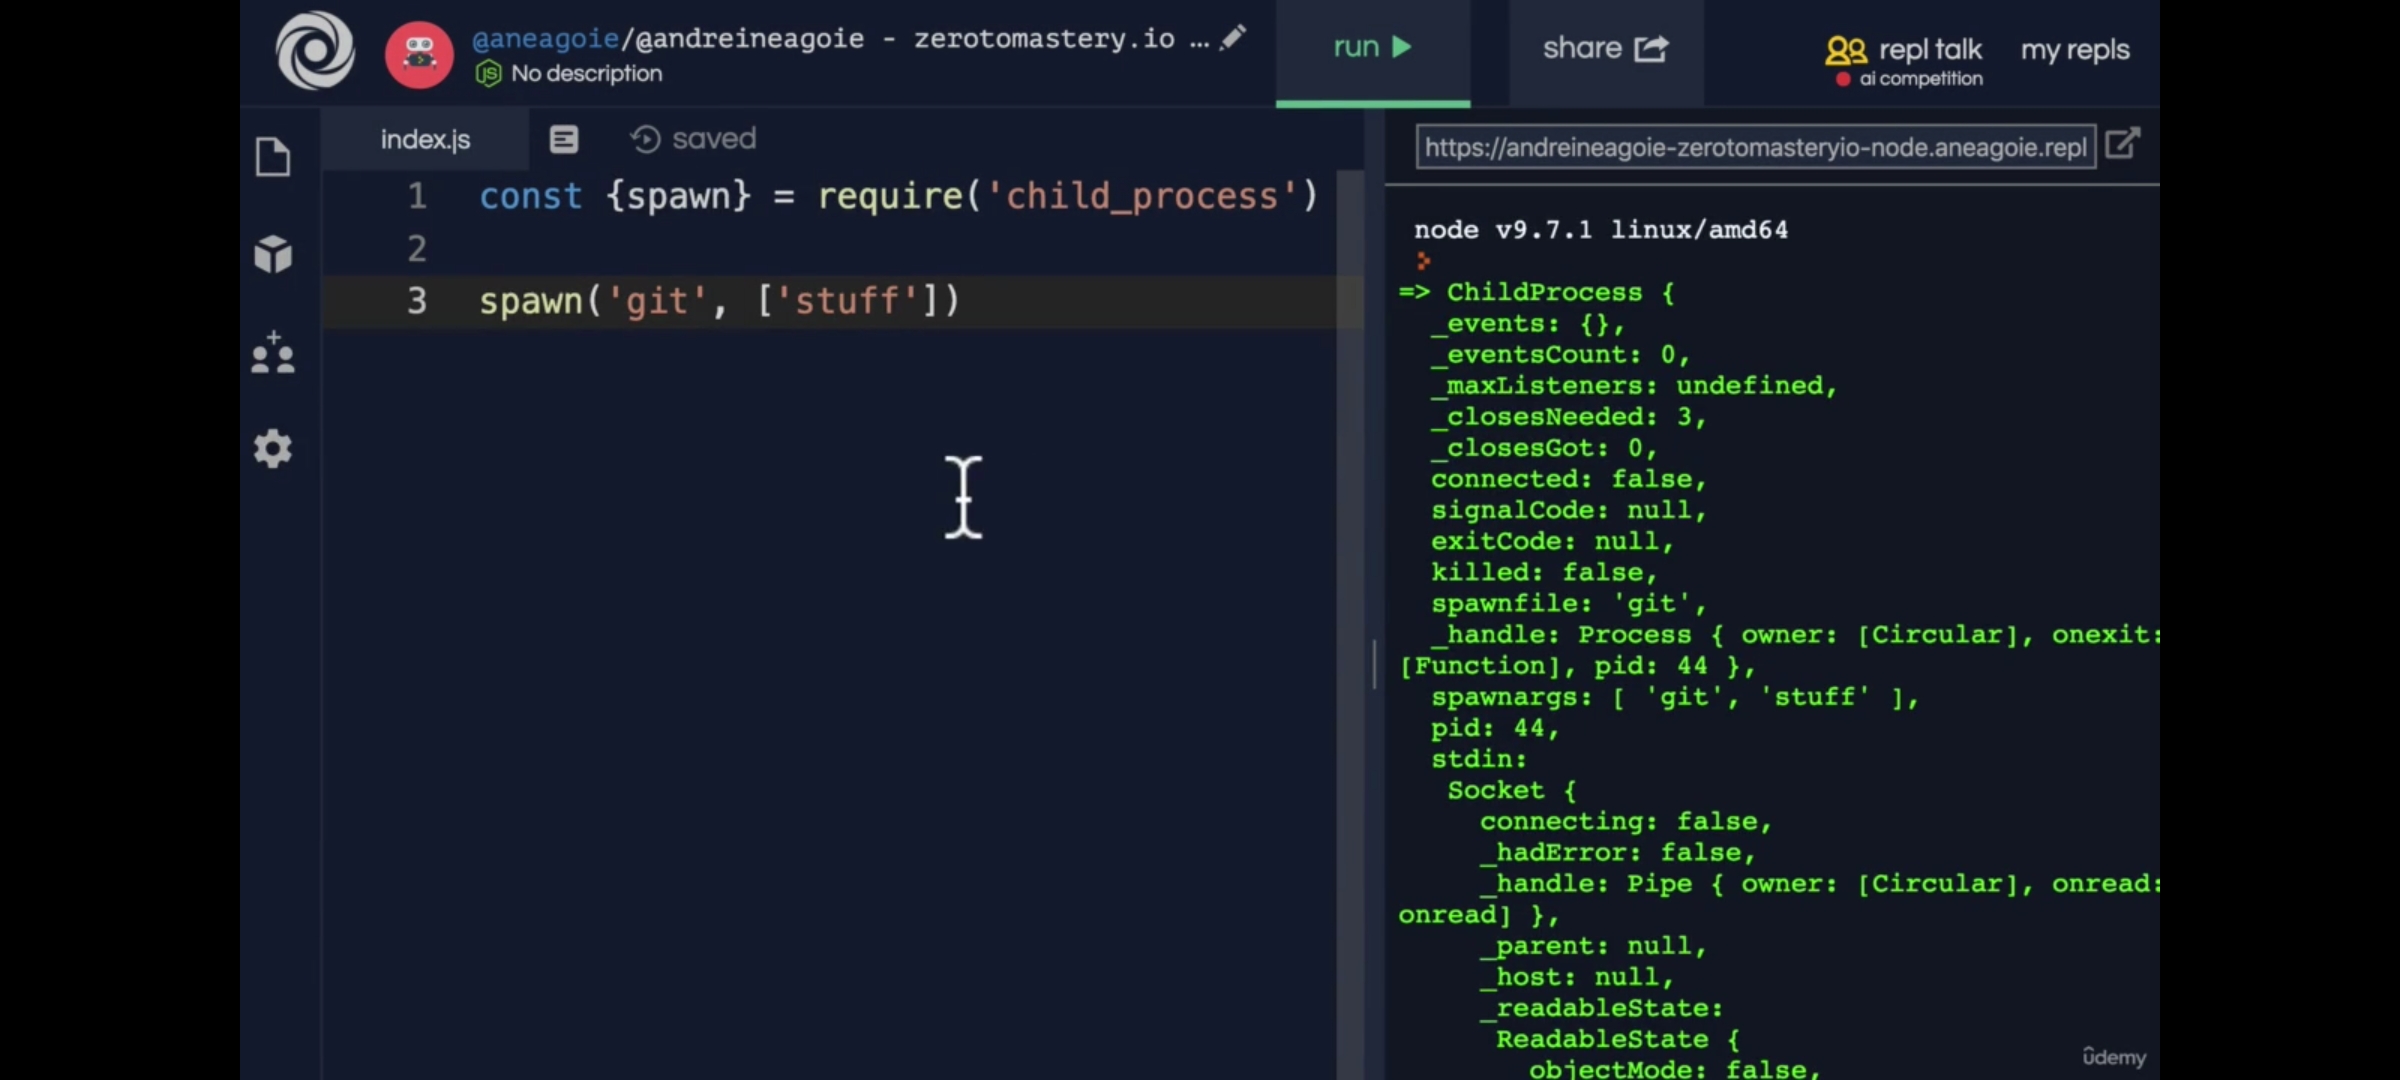 @aneagoie/@andreineagoie - zerotomastery.io ...
No description
run
share
repl talk
my repls
ai competition
index.js
saved
https://andreineagoie-zerotomasteryio-node.aneagoie.repl
1 const {spawn} = require('child_process')
2
3 spawn('git', ['stuff'])
node v9.7.1 linux/amd64
=> ChildProcess {
_events: {},
_eventsCount: 0,
_maxListeners: undefined,
_closesNeeded: 3,
_closesGot: 0,
connected: false,
signalCode: null,
exitCode: null,
killed: false,
spawnfile: 'git',
_handle: Process { owner: [Circular], onexit:
[Function], pid: 44 },
spawnargs: [ 'git', 'stuff' ],
pid: 44,
stdin:
Socket {
connecting: false,
_hadError: false,
_handle: Pipe { owner: [Circular], onread:
onread] },
_parent: null,
_host: null,
_readableState:
ReadableState {
objectMode: false,
ûdemy